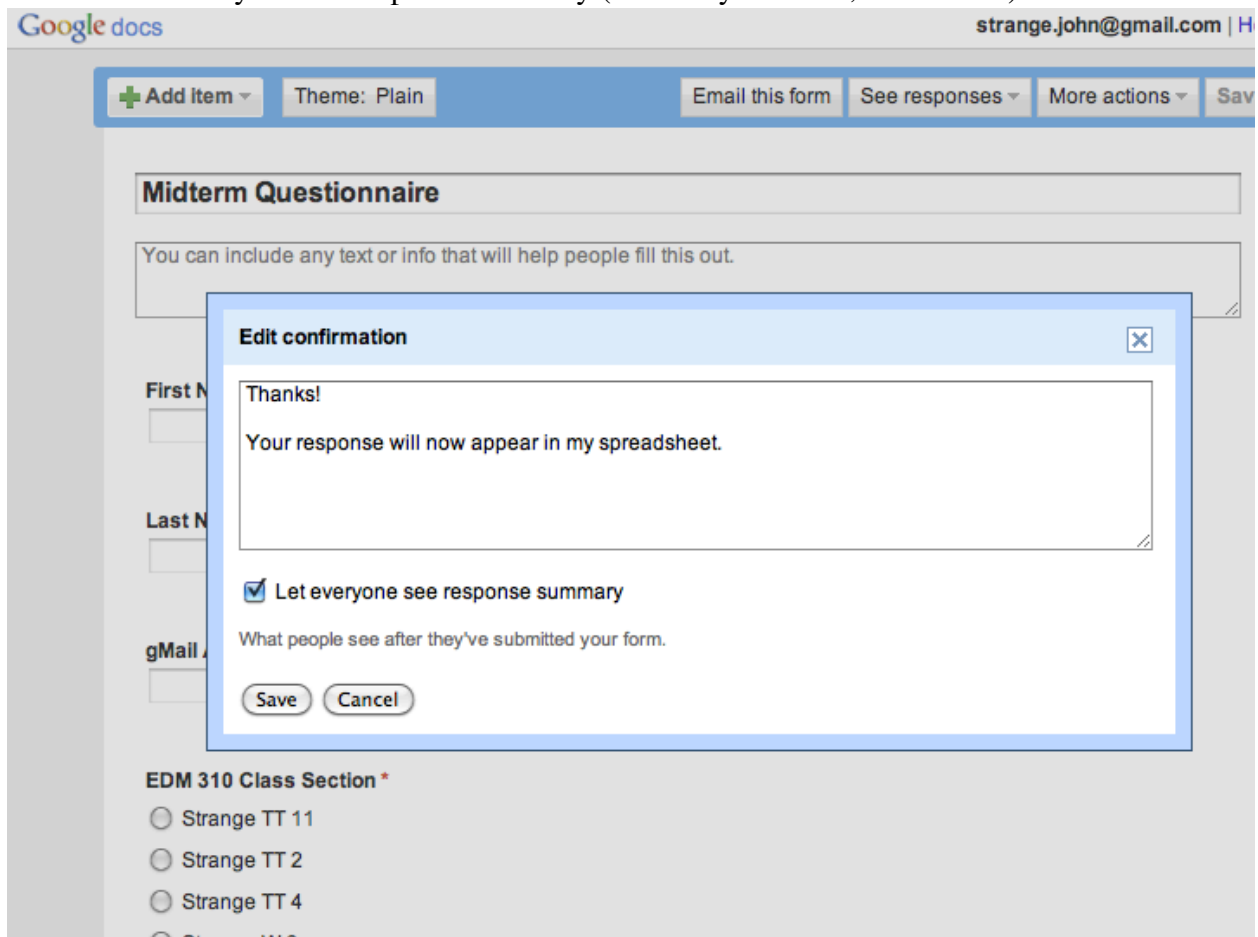 Google docs
strange.john@gmail.com |
Add item
Theme: Plain
Email this form
See responses
More actions
Midterm Questionnaire
You can include any text or info that will help people fill this out.
Edit confirmation
First N
Thanks!
Your response will now appear in my spreadsheet.
Last N
Let everyone see response summary
What people see after they've submitted your form.
gMail
Save
Cancel
EDM 310 Class Section *
Strange TT 11
Strange TT 2
Strange TT 4